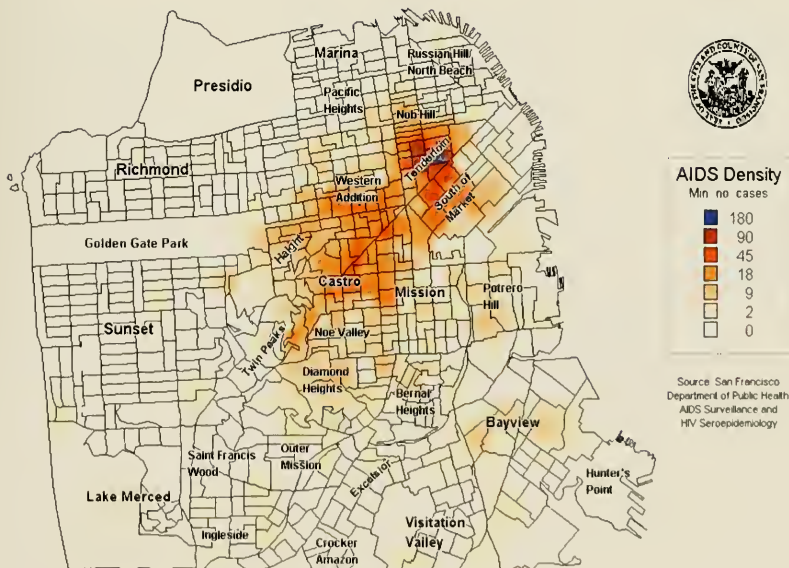 Marina
Russian Hill/
North Beach
Presidio
Pacific
Heights
Nob Hill
Richmond
Tenderloin
Western
Addition
South of
Market
Golden Gate Park
Haight
Castro
Mission
Potrero
Hill
Sunset
Twin Peaks
Noe Valley
Diamond
Heights
Bernal
Heights
Bayview
Saint Francis
Wood
Outer
Mission
Excelsior
Hunter's
Point
Lake Merced
Ingleside
Visitation
Valley
Crocker
Amazon
AIDS Density
Min no cases
180
90
45
18
9
2
0
Source San Francisco
Department of Public Health
AIDS Surveillance and
HIV Seroepidemiology